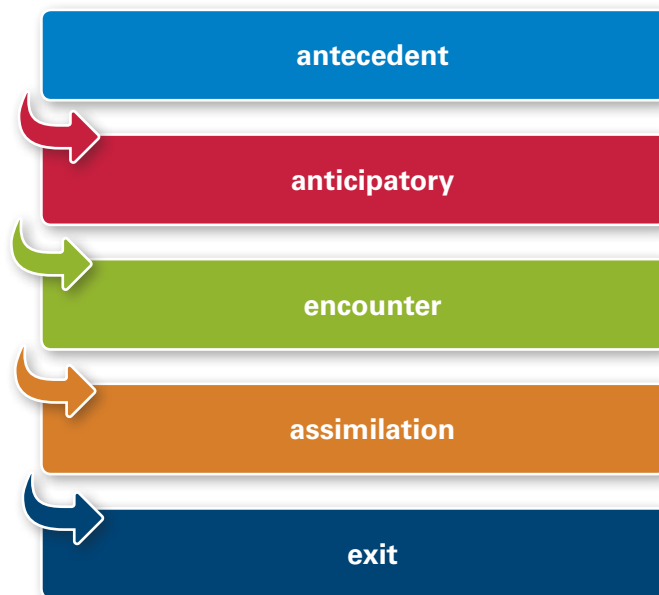 antecedent
anticipatory
encounter
assimilation
exit